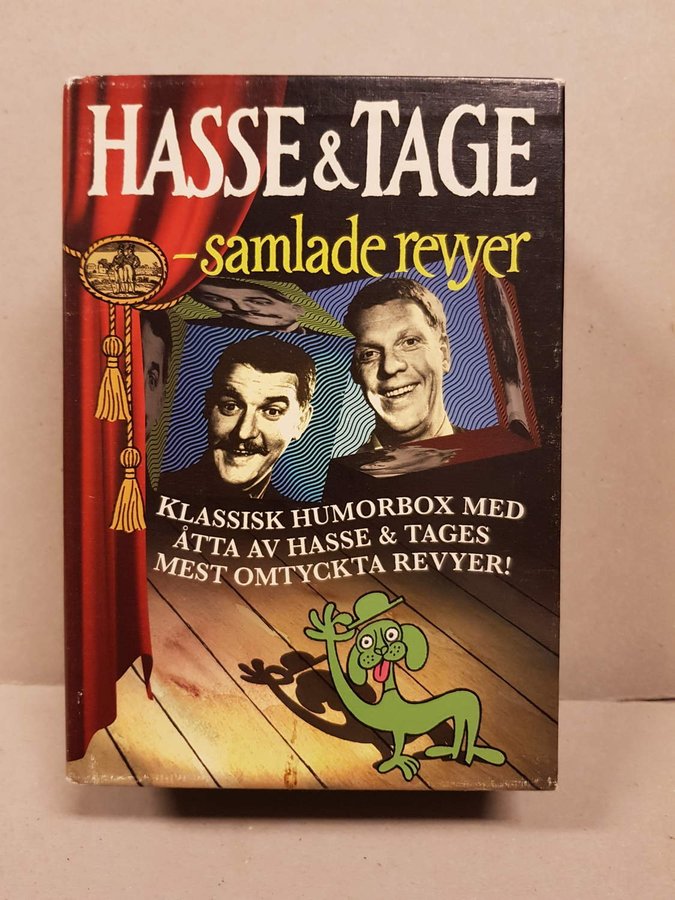 HASSE & TAGE
– samlade revyer
KLASSISK HUMORBOX MED
ÅTTA AV HASSE & TAGES
MEST OMTYCKTA REVYER!